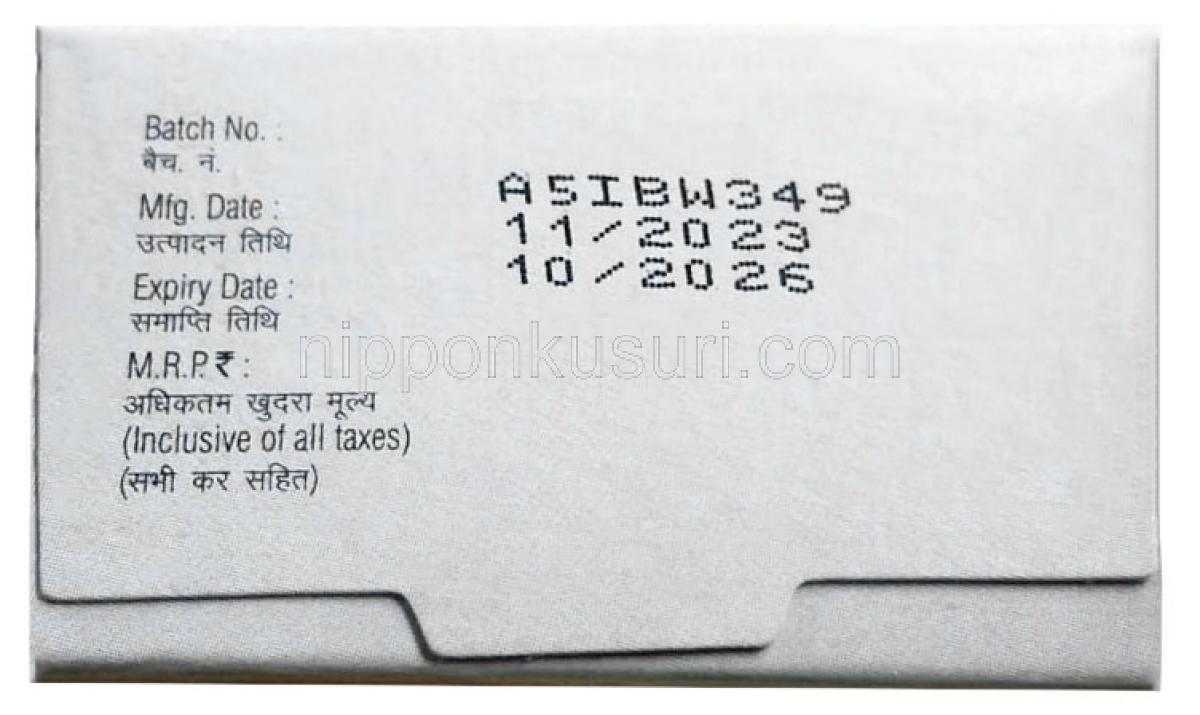 Batch No. :
बैच. नं.
A5IBW349
Mfg. Date :
11/2023
उत्पादन तिथि
10/2026
Expiry Date :
समाप्ति तिथि
nipponkusuri.com
M.R.P. ₹ :
अधिकतम खुदरा मूल्य
(Inclusive of all taxes)
(सभी कर सहित)